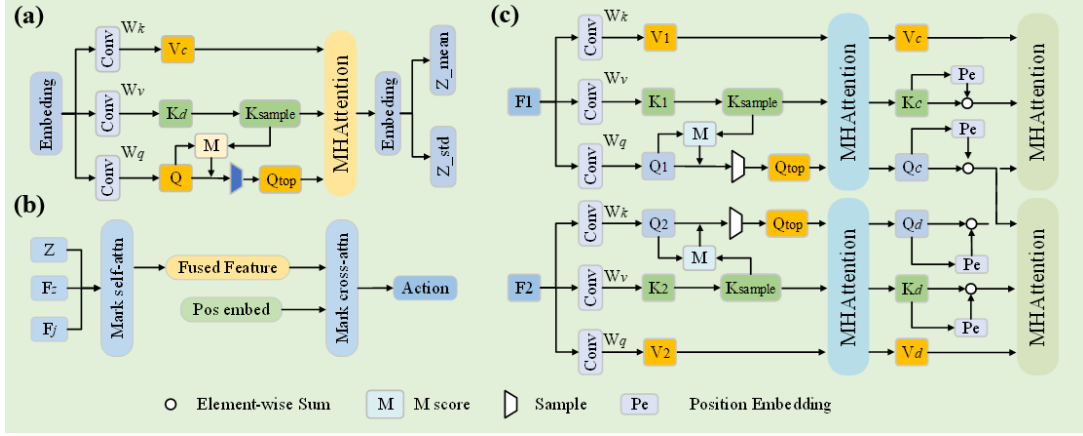 (a)
Embeding
Conv
Wk
Vc
Conv
Wv
Kd
Ksample
M
Conv
Wq
Q
Qtop
MHAttention
Embeding
Z_mean
Z_std
(b)
Z
Fz
Fj
Mark self-attn
Fused Feature
Pos embed
Mark cross-attn
Action
(c)
F1
Conv
Wk
V1
Conv
Wv
K1
Ksample
M
Conv
Wq
Q1
Qtop
MHAttention
Vc
Kc
Pe
Pe
Qc
MHAttention
F2
Conv
Wk
Q2
Qtop
M
Conv
Wv
K2
Ksample
Conv
Wq
V2
MHAttention
Qd
Pe
Kd
Pe
Vd
MHAttention
Element-wise Sum
M
M score
Sample
Pe
Position Embedding